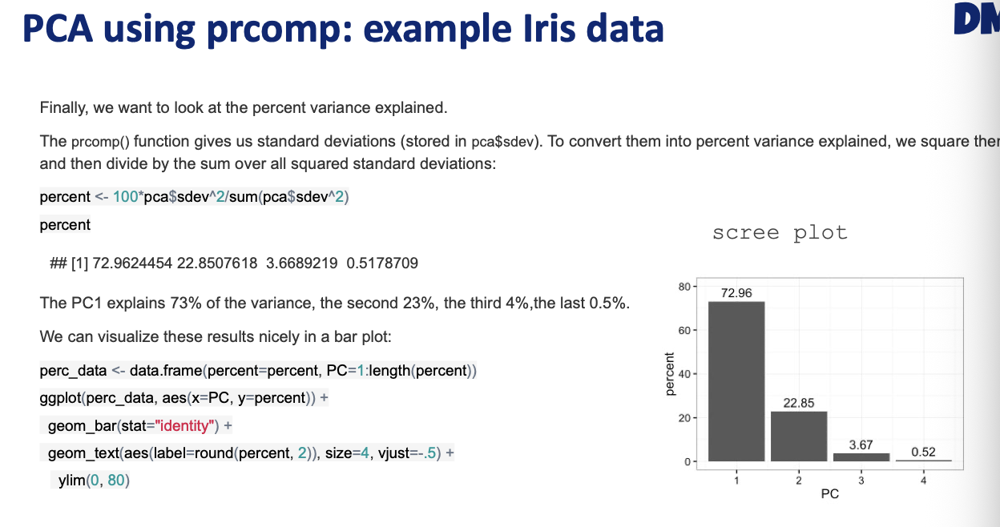 PCA using prcomp: example Iris data
Finally, we want to look at the percent variance explained.
The prcomp() function gives us standard deviations (stored in pca$sdev). To convert them into percent variance explained, we square
and then divide by the sum over all squared standard deviations:
percent <- 100*pca$sdev^2/sum(pca$sdev^2)
percent
## [1] 72.9624454 22.8507618 3.6689219 0.5178709
The PC1 explains 73% of the variance, the second 23%, the third 4%,the last 0.5%.
We can visualize these results nicely in a bar plot:
perc_data <- data.frame(percent=percent, PC=1:length(percent))
ggplot(perc_data, aes(x=PC, y=percent)) +
geom_bar(stat="identity") +
geom_text(aes(label=round(percent, 2)), size=4, vjust=-.5) +
ylim(0, 80)
scree plot
80
60
40
20
0
percent
72.96
22.85
3.67
0.52
1 2 3 4
PC